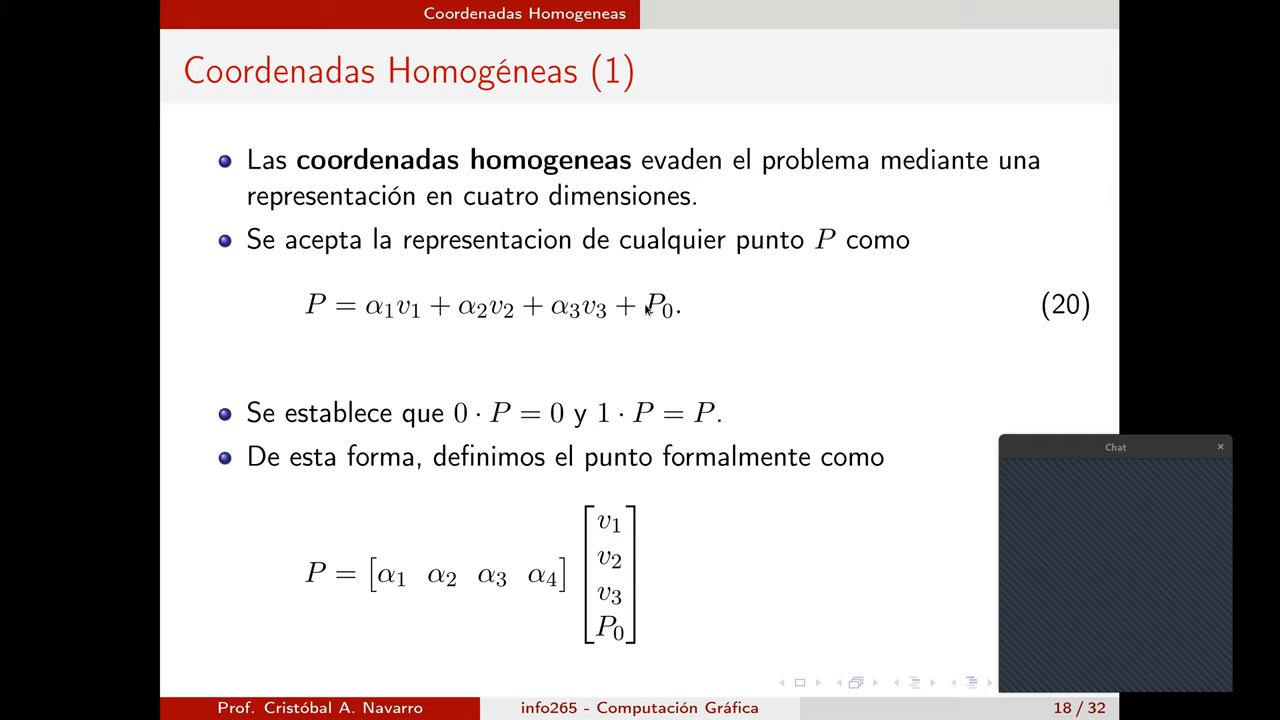 Coordenadas Homogeneas
Coordenadas Homogéneas (1)
Las coordenadas homogeneas evaden el problema mediante una
representación en cuatro dimensiones.
Se acepta la representacion de cualquier punto P como
P = α₁v₁ + α₂v₂ + α₃v₃ + P₀. (20)
Se establece que 0 · P = 0 y 1 · P = P.
De esta forma, definimos el punto formalmente como
P = [α₁ α₂ α₃ α₄] [v₁
v₂
v₃
P₀]
Chat ×
Prof. Cristóbal A. Navarro info265 - Computación Gráfica 18 / 32